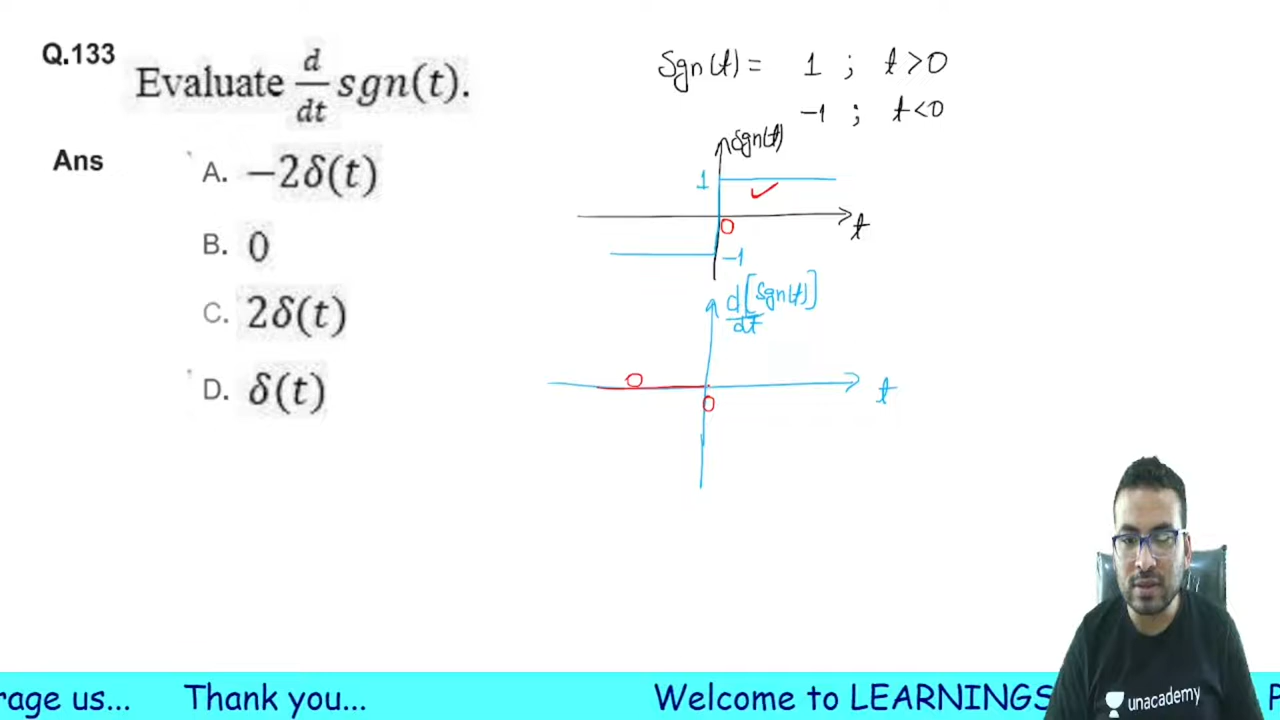 Q.133
Evaluate d/dt sgn(t).
Ans
A. −2δ(t)
B. 0
C. 2δ(t)
D. δ(t)
Sgn(t) = 1 ; t>0
-1 ; t<0
Sgn(t)
1
0
t
-1
d/dt [Sgn(t)]
0
0
t
unacademy
rage us... Thank you... Welcome to LEARNINGS P